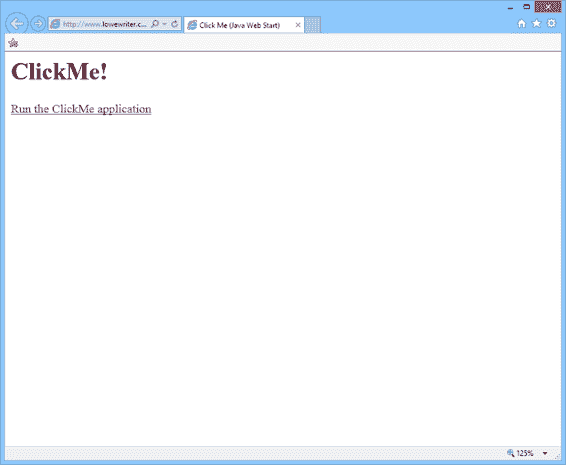 http://www.lowewriter.c...
Click Me (Java Web Start)
ClickMe!
Run the ClickMe application
125%